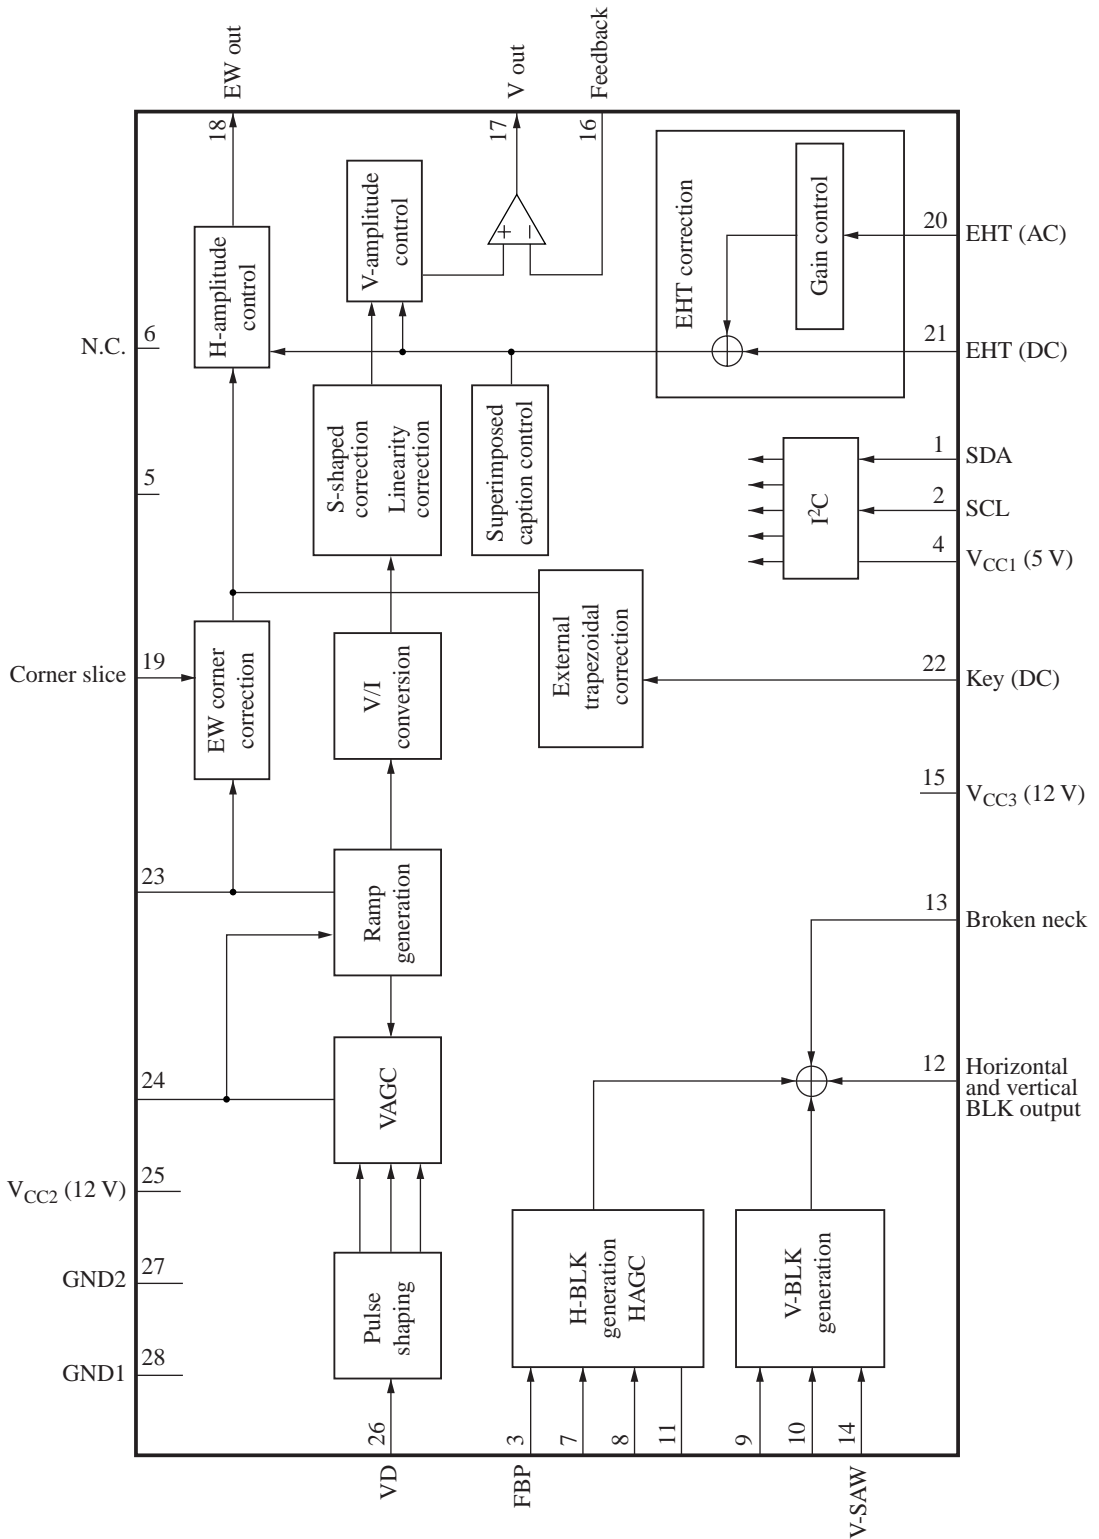 EW out
V out
Feedback
18
17
16
H-amplitude
control
V-amplitude
control
+
−
EHT correction
Gain control
20
EHT (AC)
21
EHT (DC)
N.C.
6
5
S-shaped
correction
Linearity
correction
Superimposed
caption control
I²C
1
SDA
2
SCL
4
VCC1 (5 V)
Corner slice
19
EW corner
correction
V/I
conversion
External
trapezoidal
correction
22
Key (DC)
15
VCC3 (12 V)
23
Ramp
generation
13
Broken neck
24
VAGC
12
Horizontal
and vertical
BLK output
VCC2 (12 V)
25
GND2
27
GND1
28
Pulse
shaping
H-BLK
generation
HAGC
V-BLK
generation
26
3
7
8
11
9
10
14
VD
FBP
V-SAW